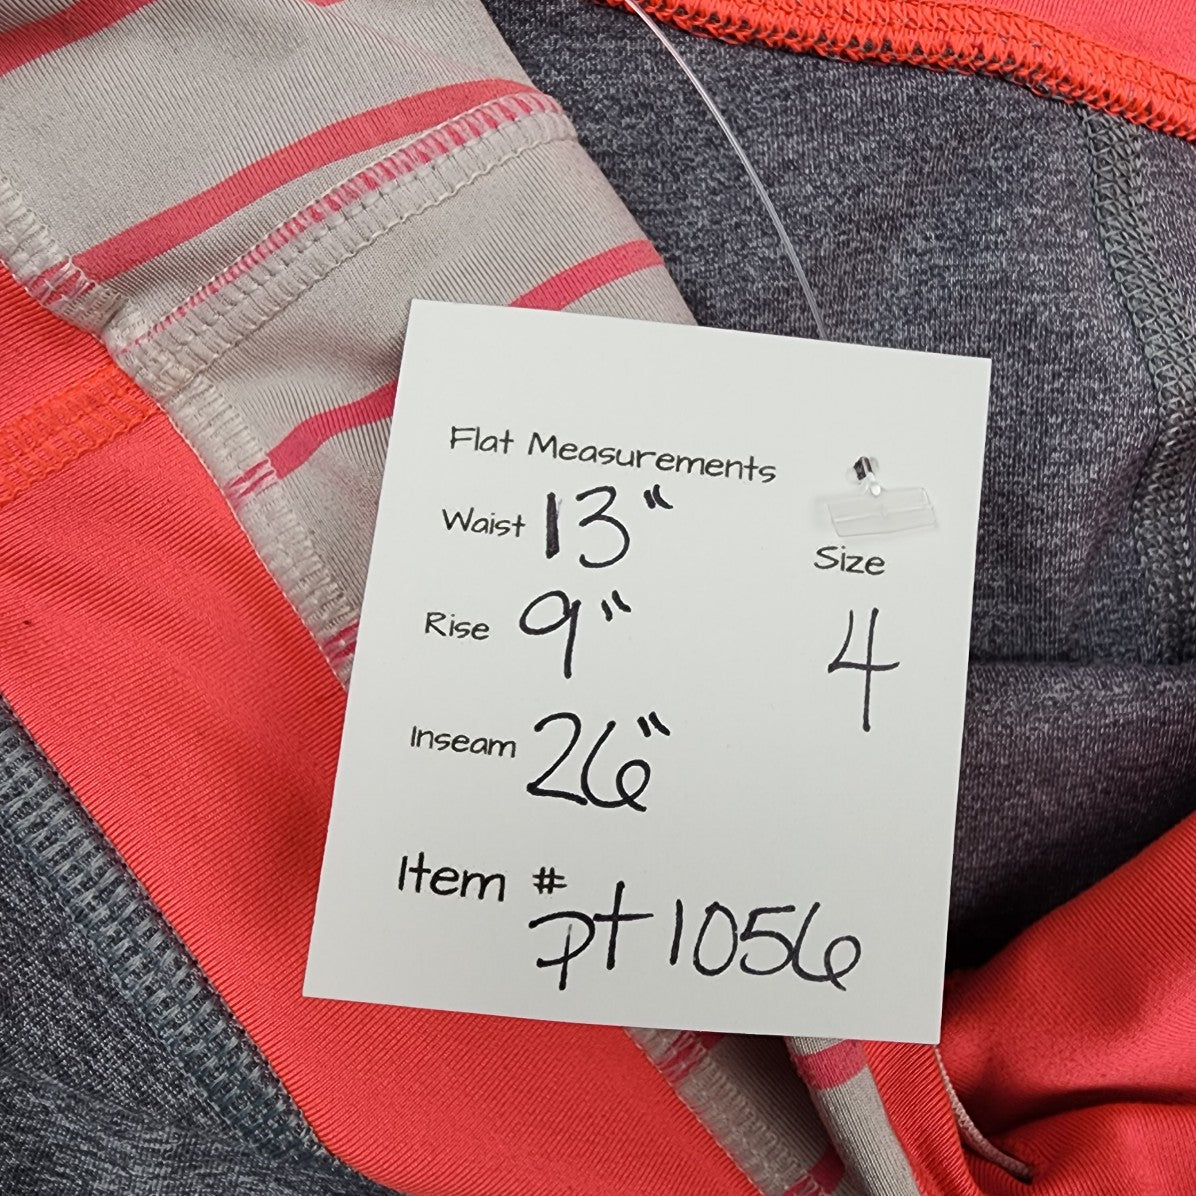 Flat Measurements
Waist 13"
Size
Rise 9"
4
Inseam 26"
Item #
pt 1056